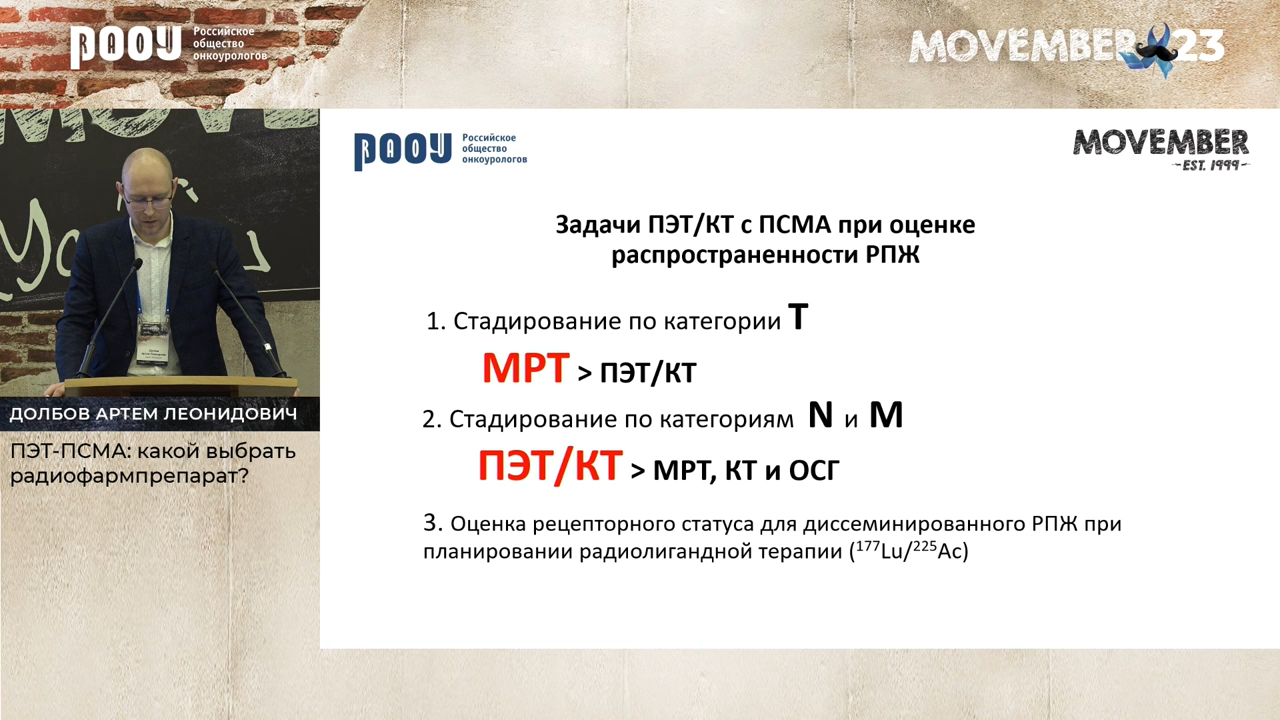 РООУ Российское
общество
онкоурологов
MOVEMBER 23
РООУ Российское
общество
онкоурологов
MOVEMBER
EST. 1999
Задачи ПЭТ/КТ с ПСМА при оценке
распространенности РПЖ
1. Стадирование по категории Т
МРТ > ПЭТ/КТ
2. Стадирование по категориям N и M
ПЭТ/КТ > МРТ, КТ и ОСГ
3. Оценка рецепторного статуса для диссеминированного РПЖ при
планировании радиолигандной терапии (¹⁷⁷Lu/²²⁵Ac)
ДОЛБОВ АРТЕМ ЛЕОНИДОВИЧ
ПЭТ-ПСМА: какой выбрать
радиофармпрепарат?